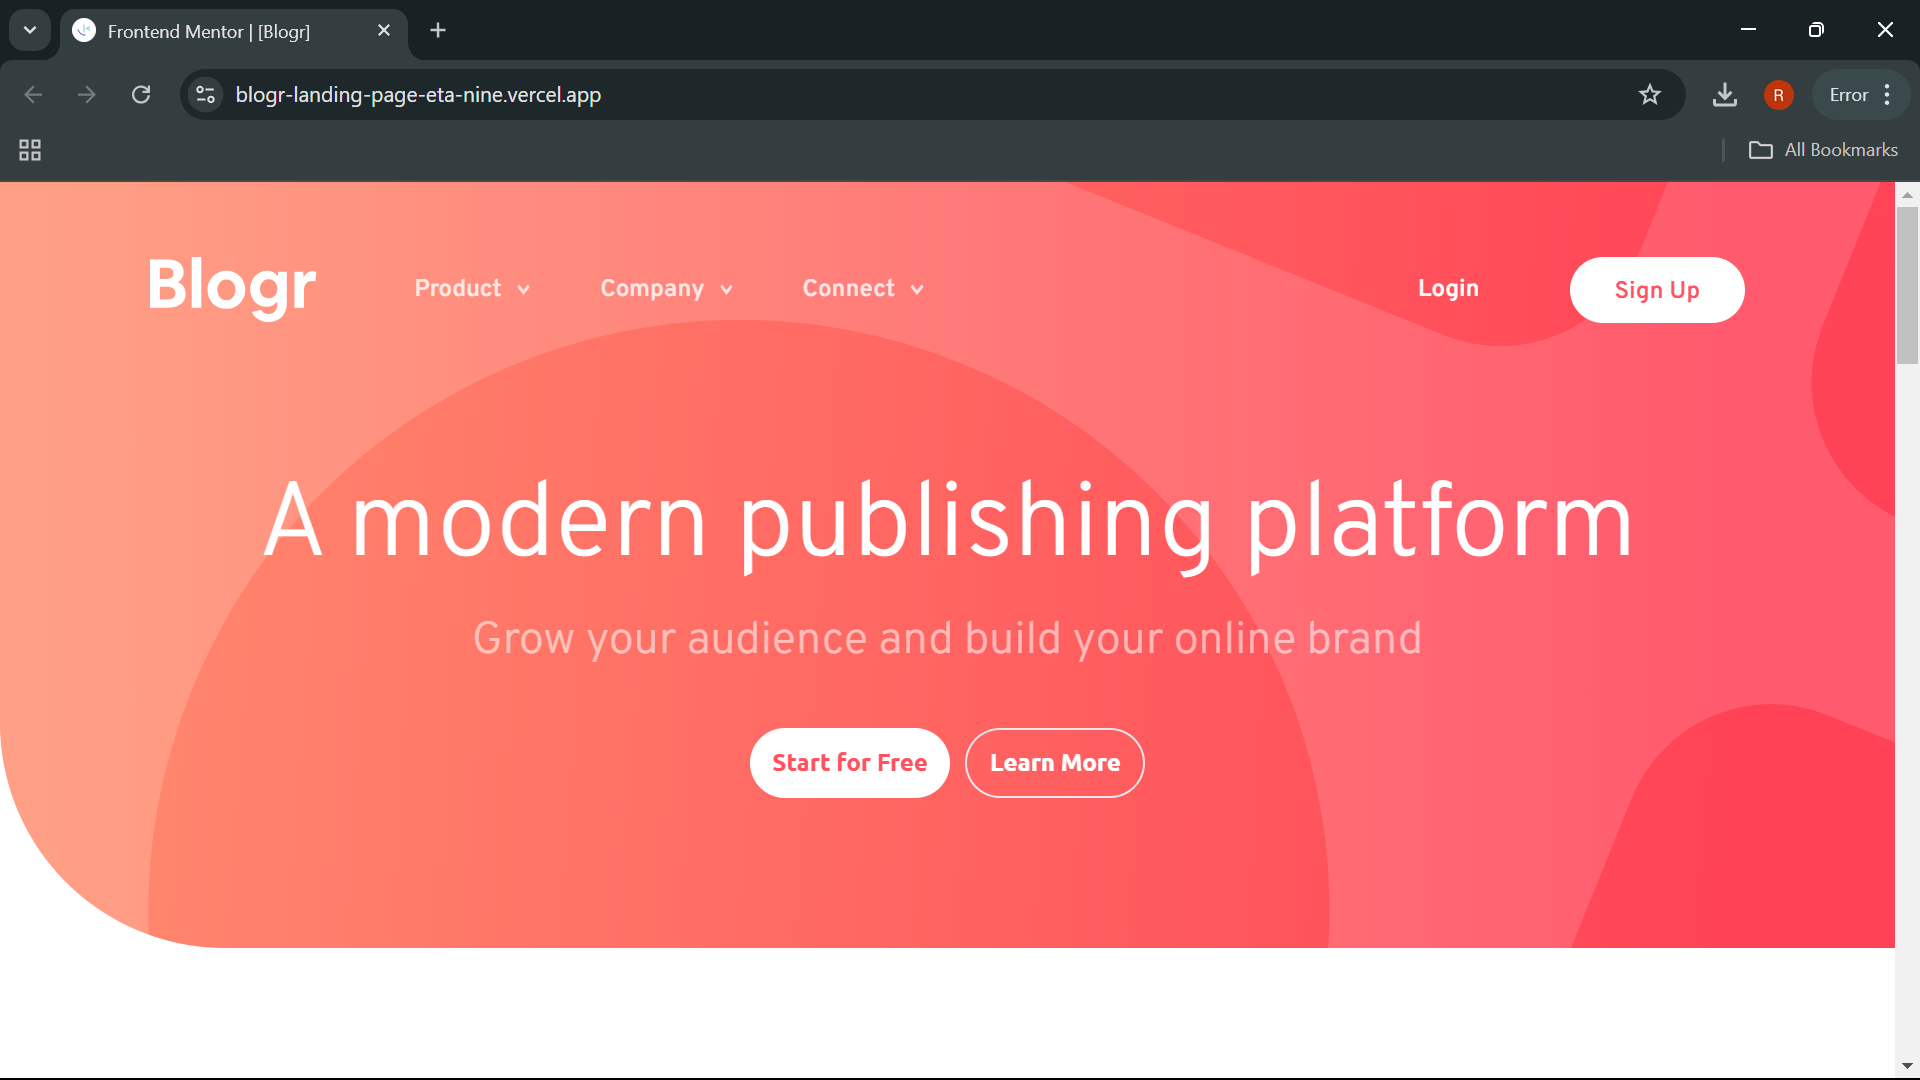 Frontend Mentor | [Blogr]
blogr-landing-page-eta-nine.vercel.app
R
Error
All Bookmarks
Blogr
Product
Company
Connect
Login
Sign Up
A modern publishing platform
Grow your audience and build your online brand
Start for Free
Learn More